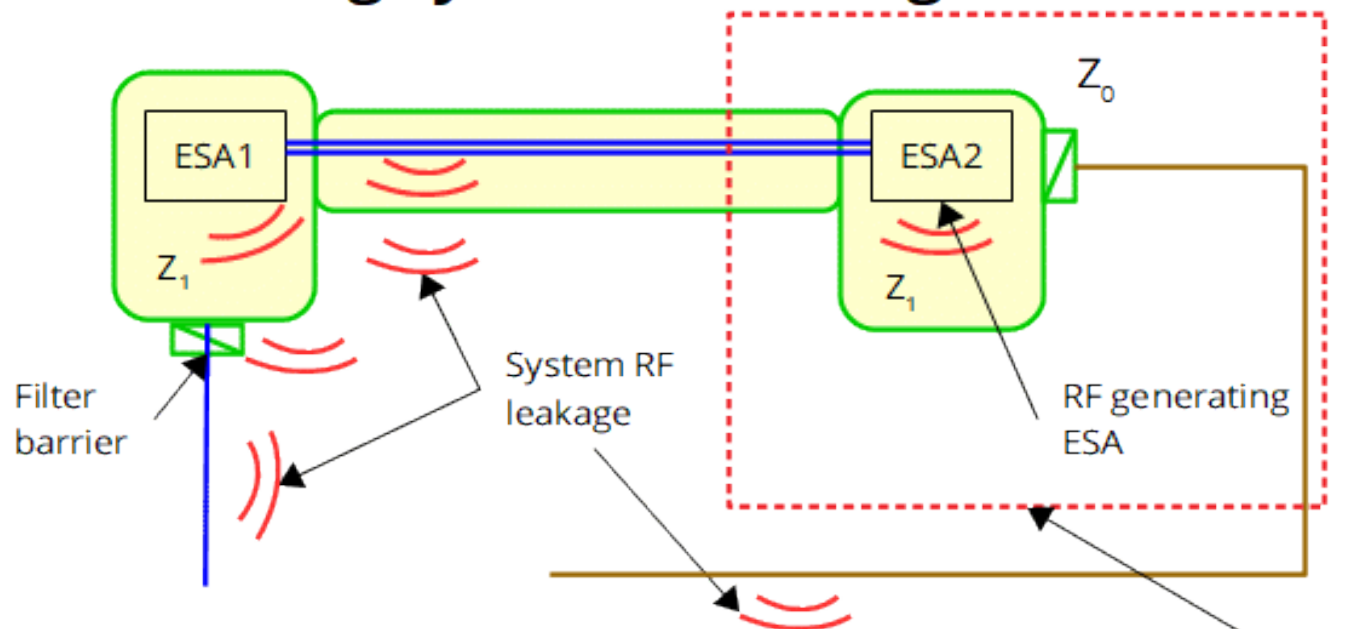 Z0
ESA1
ESA2
Z1
Z1
System RF
leakage
Filter
barrier
RF generating
ESA